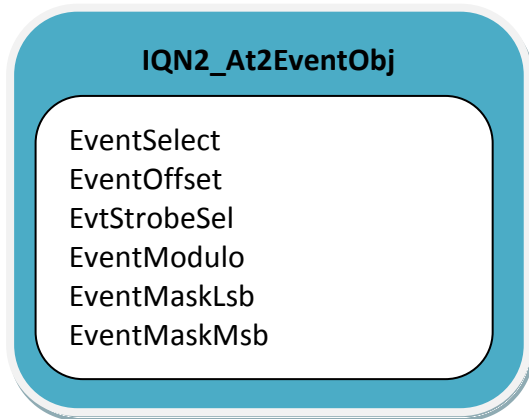 IQN2_At2EventObj
EventSelect
EventOffset
EvtStrobeSel
EventModulo
EventMaskLsb
EventMaskMsb